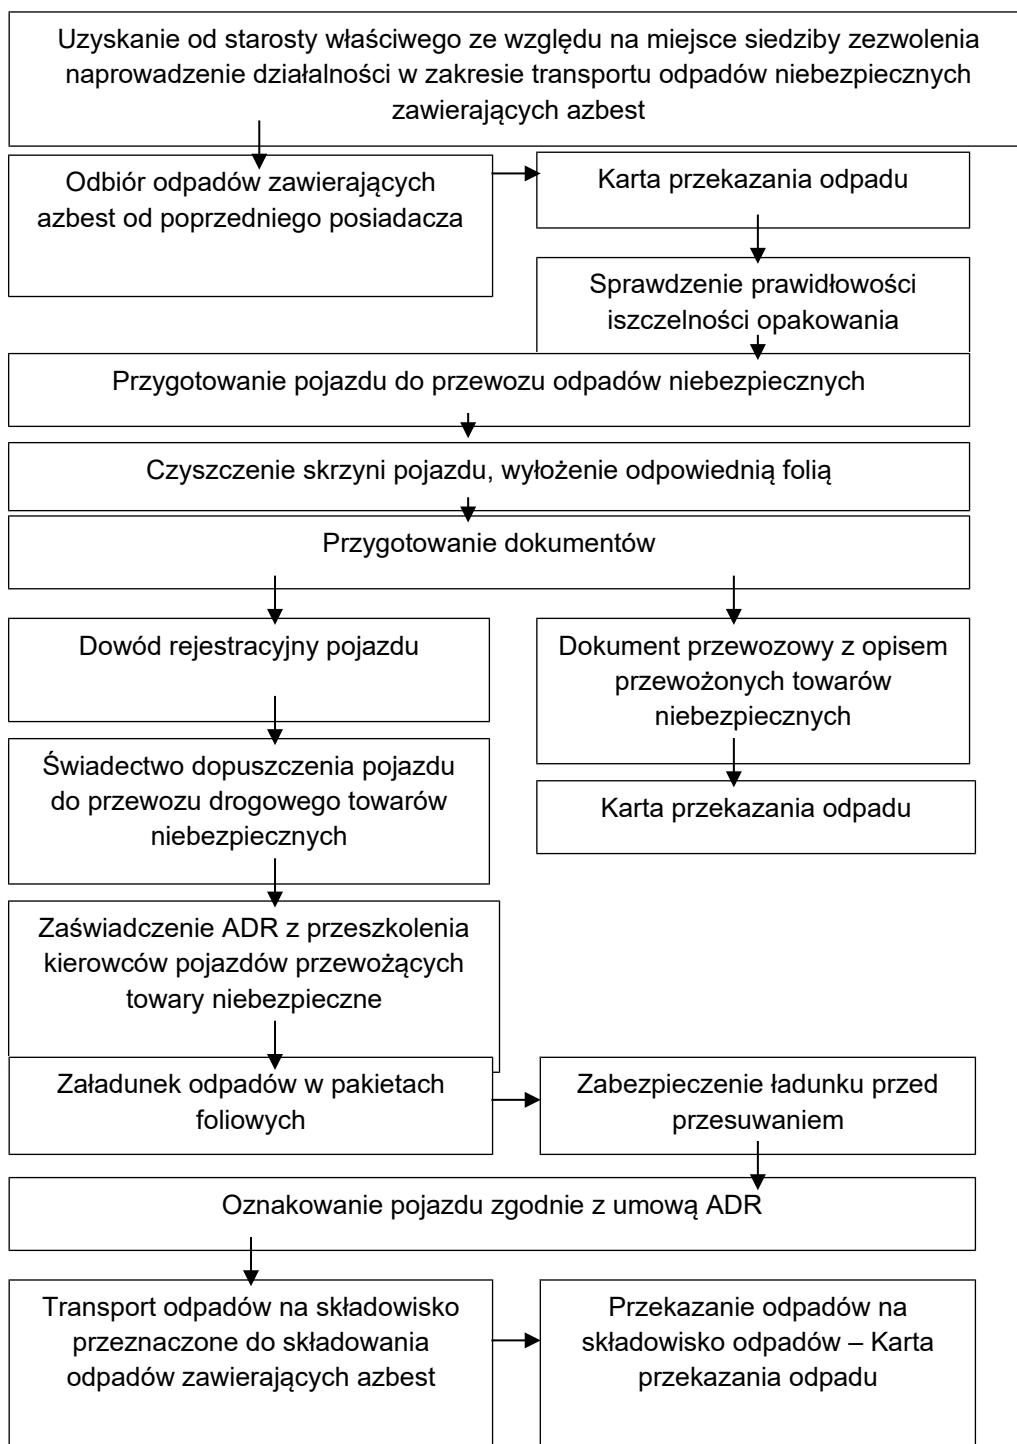 Uzyskanie od starosty właściwego ze względu na miejsce siedziby zezwolenia
naprowadzenie działalności w zakresie transportu odpadów niebezpiecznych
zawierających azbest
Odbiór odpadów zawierających
azbest od poprzedniego posiadacza
Karta przekazania odpadu
Sprawdzenie prawidłowości
iszczelności opakowania
Przygotowanie pojazdu do przewozu odpadów niebezpiecznych
Czyszczenie skrzyni pojazdu, wyłożenie odpowiednią folią
Przygotowanie dokumentów
Dowód rejestracyjny pojazdu
Dokument przewozowy z opisem
przewożonych towarów
niebezpiecznych
Świadectwo dopuszczenia pojazdu
do przewozu drogowego towarów
niebezpiecznych
Karta przekazania odpadu
Zaświadczenie ADR z przeszkolenia
kierowców pojazdów przewożących
towary niebezpieczne
Załadunek odpadów w pakietach
foliowych
Zabezpieczenie ładunku przed
przesuwaniem
Oznakowanie pojazdu zgodnie z umową ADR
Transport odpadów na składowisko
przeznaczone do składowania
odpadów zawierających azbest
Przekazanie odpadów na
składowisko odpadów – Karta
przekazania odpadu